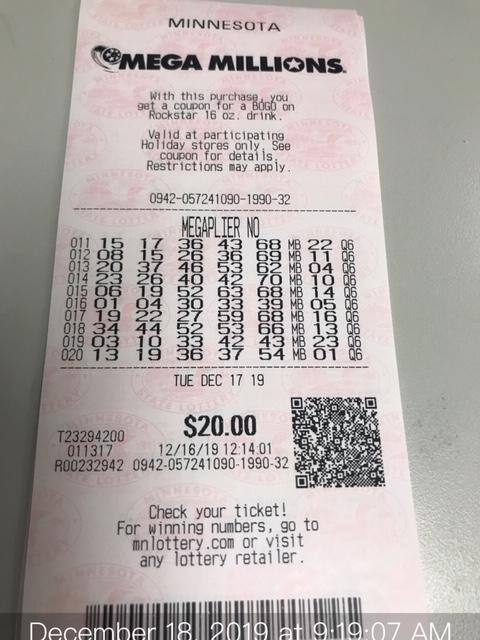 MINNESOTA
MEGA MILLIONS
With this purchase, you
get a coupon for a BOGO on
Rockstar 16 oz. drink.
Valid at participating
Holiday stores only. See
coupon for details.
Restrictions may apply.
0942-057241090-1990-32
MEGAPLIER NO
011 15 17 36 43 68 MB 22 Q6
012 08 15 26 36 69 MB 11 Q6
013 20 37 46 53 62 MB 04 Q6
014 23 26 40 42 70 MB 10 Q6
015 06 19 52 63 68 MB 14 Q6
016 01 04 30 33 39 MB 05 Q6
017 19 22 27 59 68 MB 16 Q6
018 34 44 52 53 66 MB 13 Q6
019 03 10 33 42 43 MB 23 Q6
020 13 19 36 37 54 MB 01 Q6
TUE DEC 17 19
$20.00
T23294200
011317 12/16/19 12:14:01
R00232942 0942-057241090-1990-32
Check your ticket!
For winning numbers, go to
mnlottery.com or visit
any lottery retailer.
December 18, 2019 at 9:19:07 AM